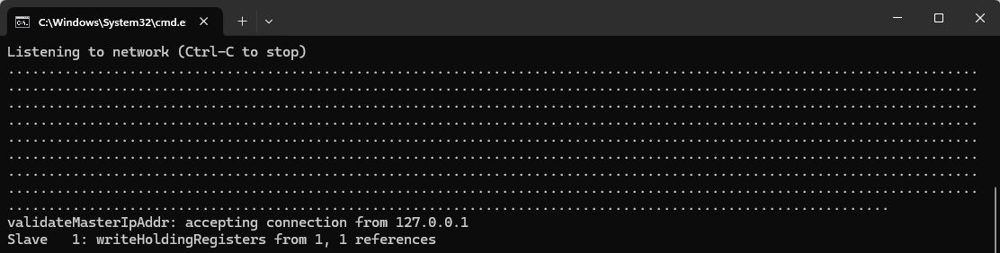 C:\Windows\System32\cmd.e
Listening to network (Ctrl-C to stop)
........................................................................................................................
........................................................................................................................
........................................................................................................................
........................................................................................................................
........................................................................................................................
........................................................................................................................
........................................................................................................................
........................................................................................................................
.............................................................................................................
validateMasterIpAddr: accepting connection from 127.0.0.1
Slave   1: writeHoldingRegisters from 1, 1 references